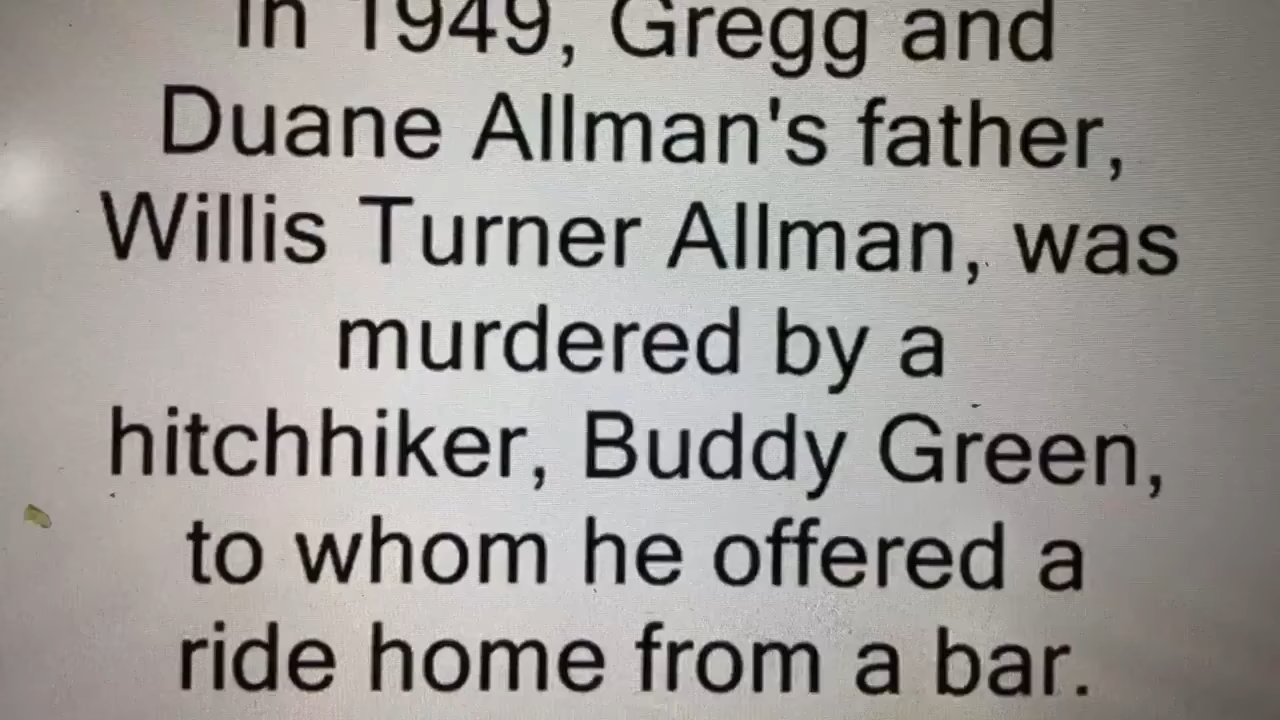 In 1949, Gregg and
Duane Allman's father,
Willis Turner Allman, was
murdered by a
hitchhiker, Buddy Green,
to whom he offered a
ride home from a bar.